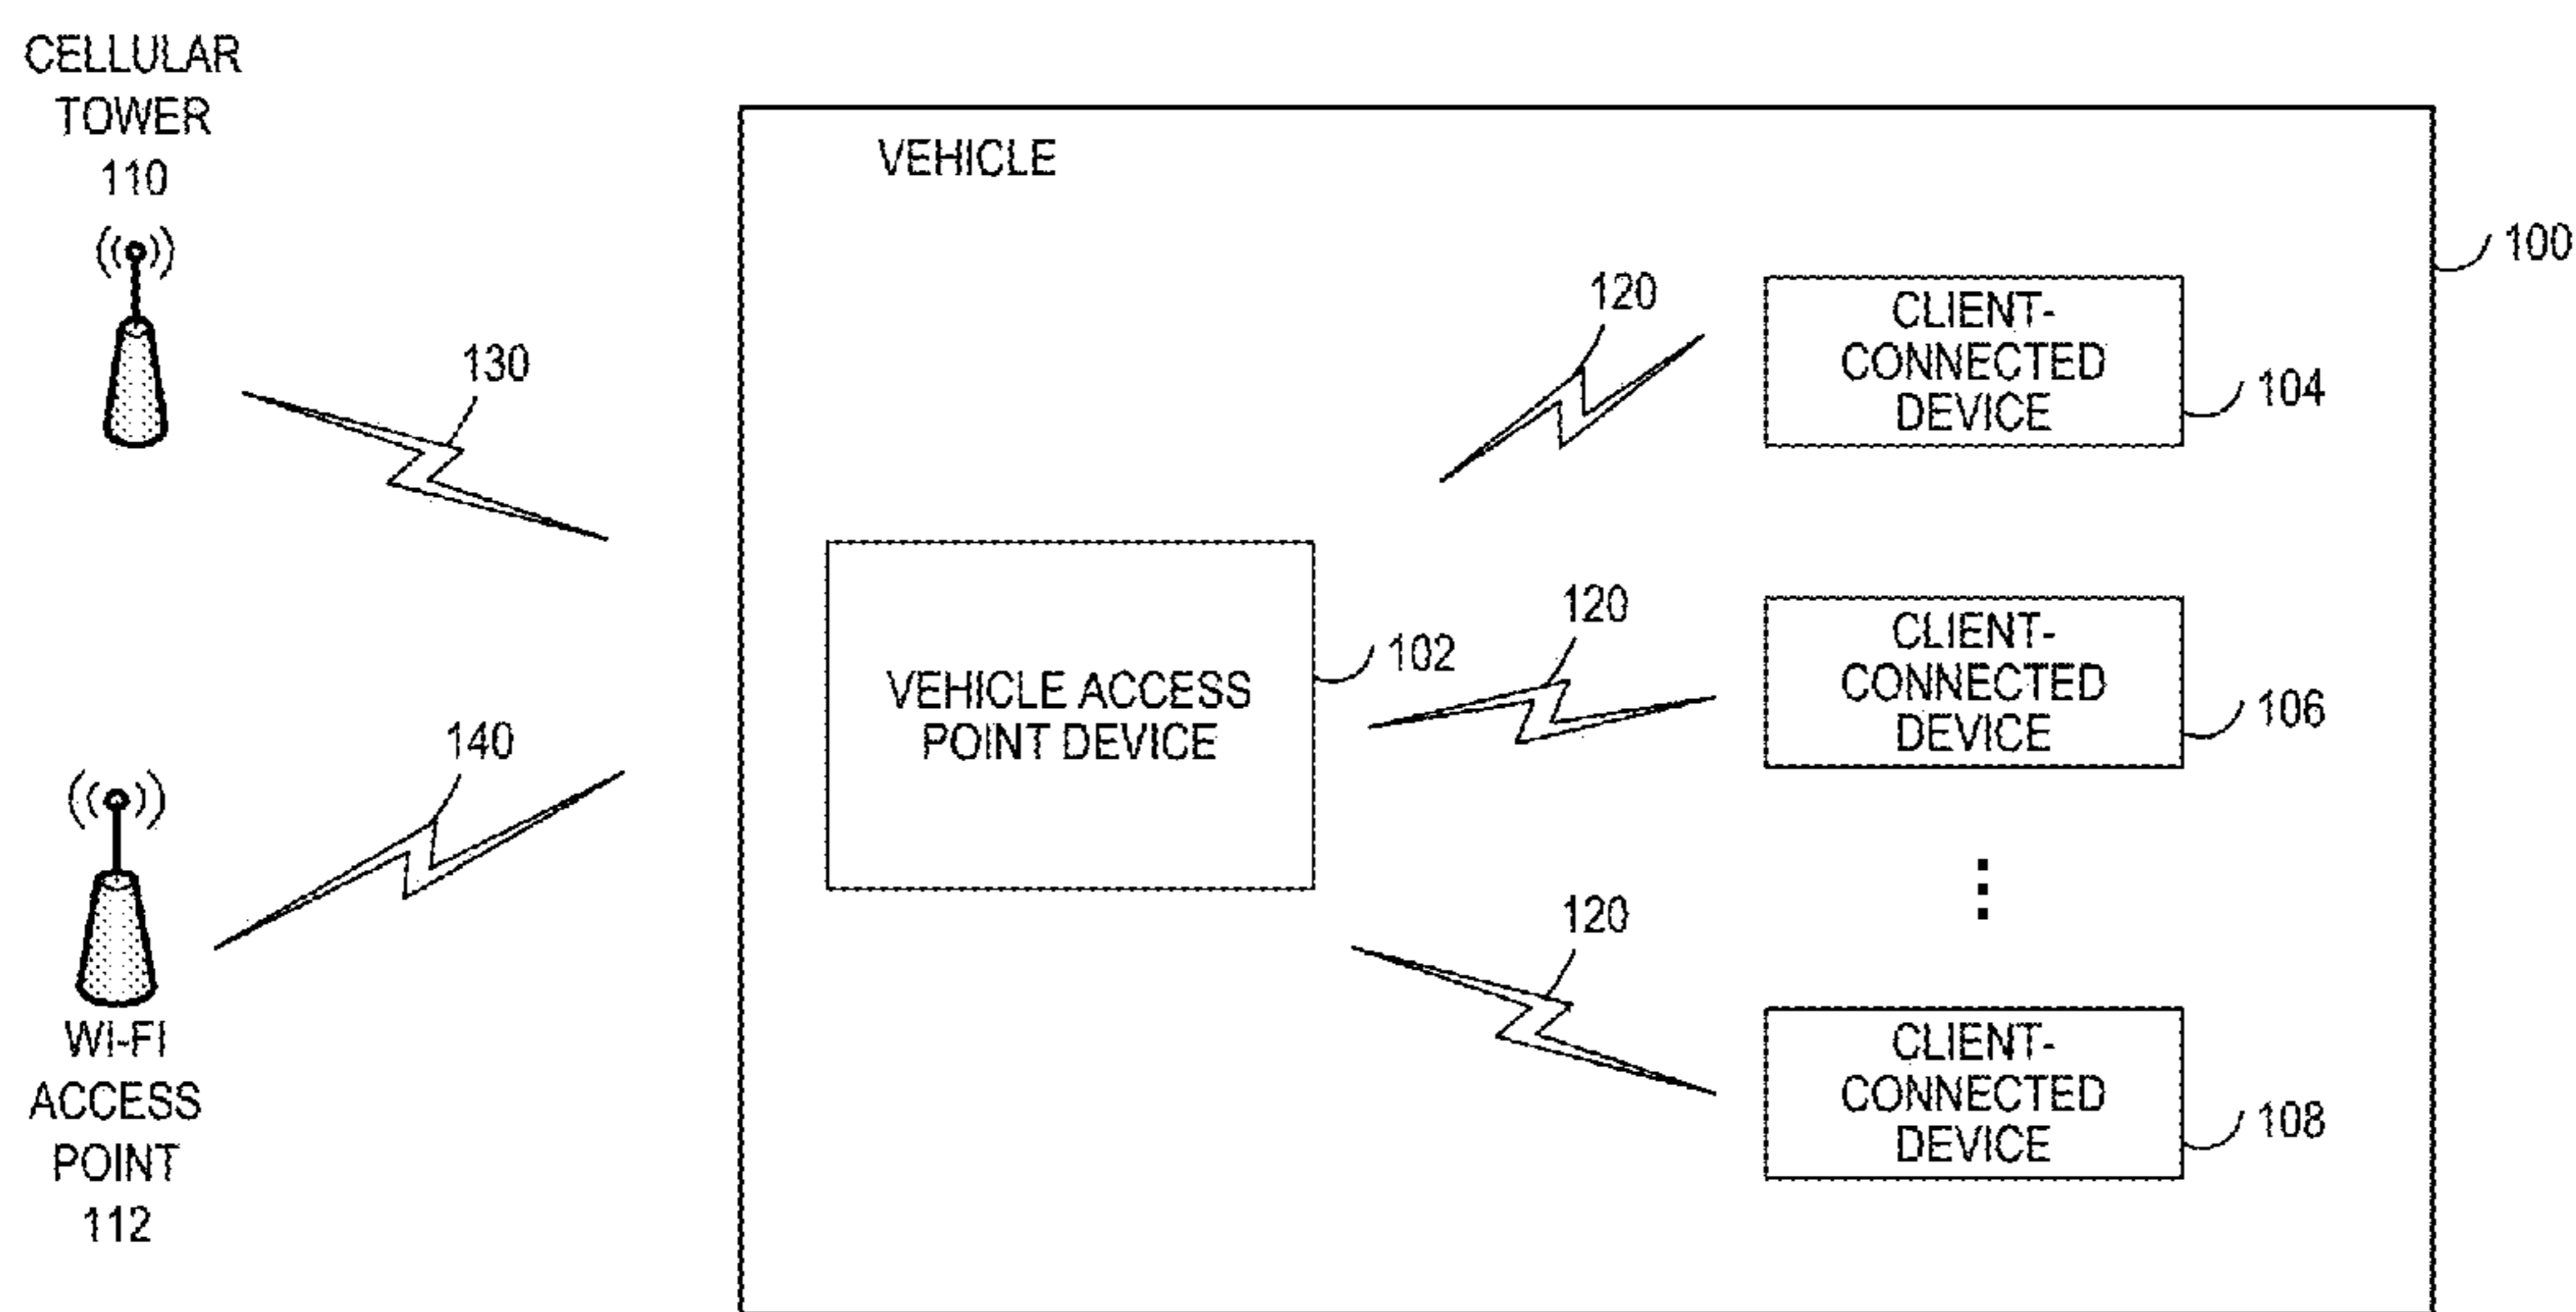 CELLULAR
TOWER
110
VEHICLE
100
120
CLIENT-
CONNECTED
DEVICE
104
130
120
CLIENT-
CONNECTED
DEVICE
106
102
VEHICLE ACCESS
POINT DEVICE
140
120
CLIENT-
CONNECTED
DEVICE
108
WI-FI
ACCESS
POINT
112